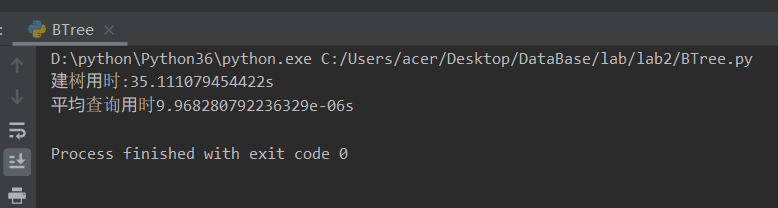 BTree
D:\python\Python36\python.exe C:/Users/acer/Desktop/DataBase/lab/lab2/BTree.py
建树用时:35.111079454422s
平均查询用时9.968280792236329e-06s
Process finished with exit code 0